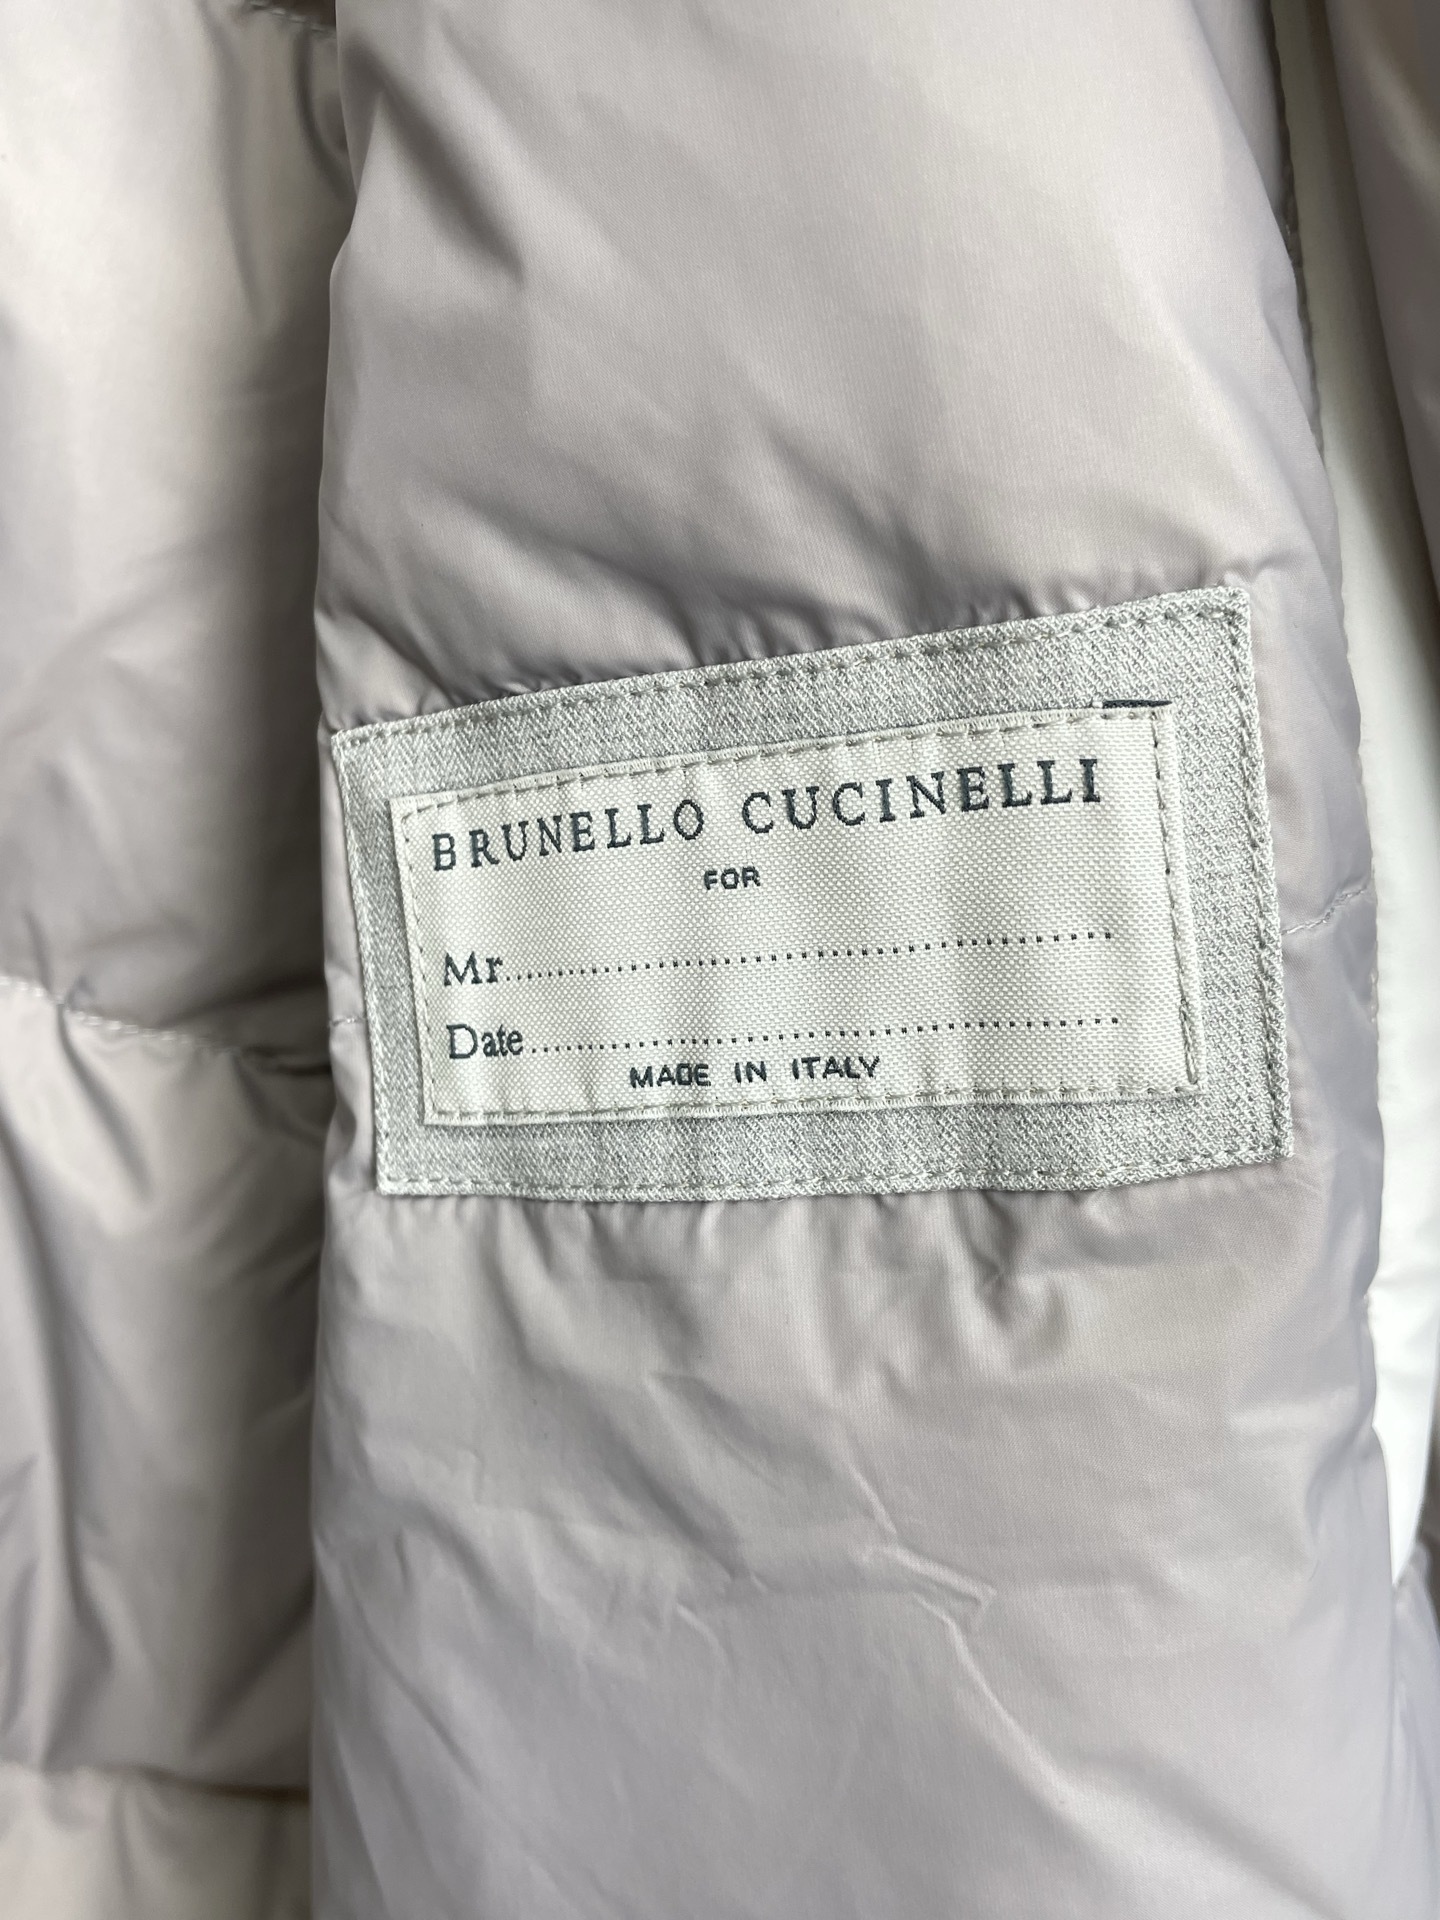 BRUNELLO CUCINELLI
FOR
Mr........................................
Date........................................
MADE IN ITALY